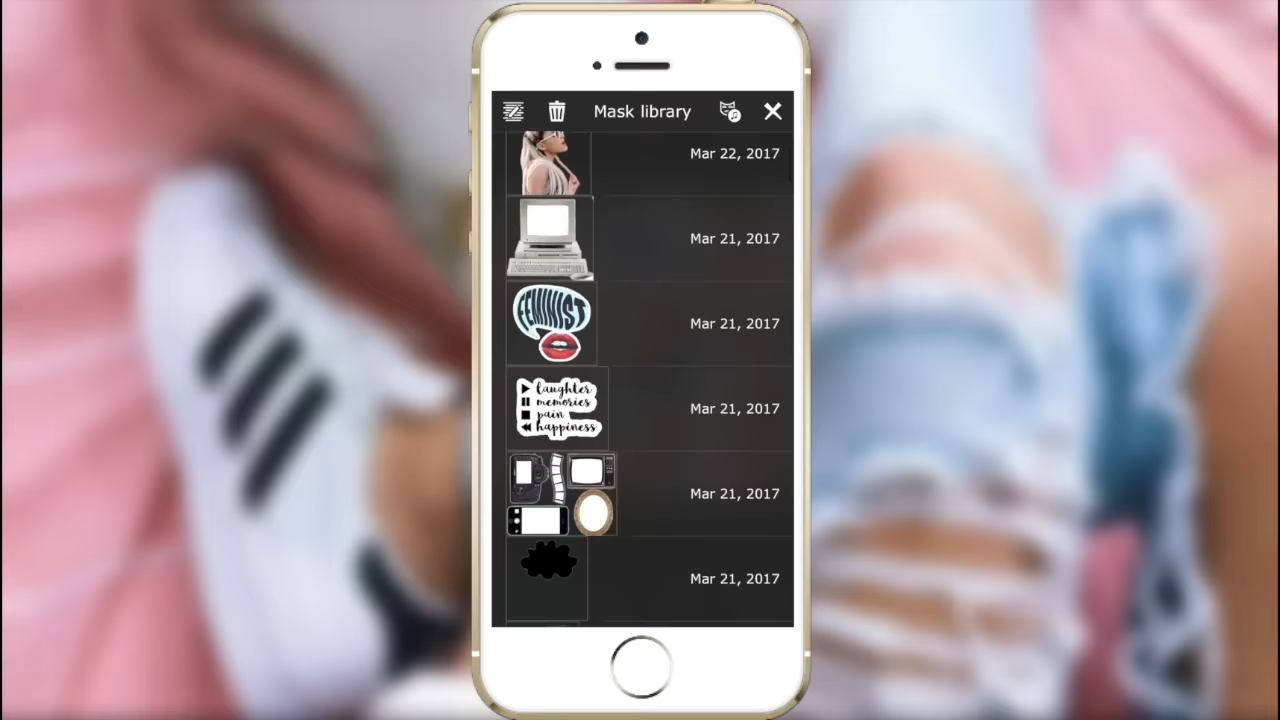 Mask library
Mar 22, 2017
Mar 21, 2017
FEMINIST
Mar 21, 2017
laughter
memories
pain
happiness
Mar 21, 2017
Mar 21, 2017
Mar 21, 2017